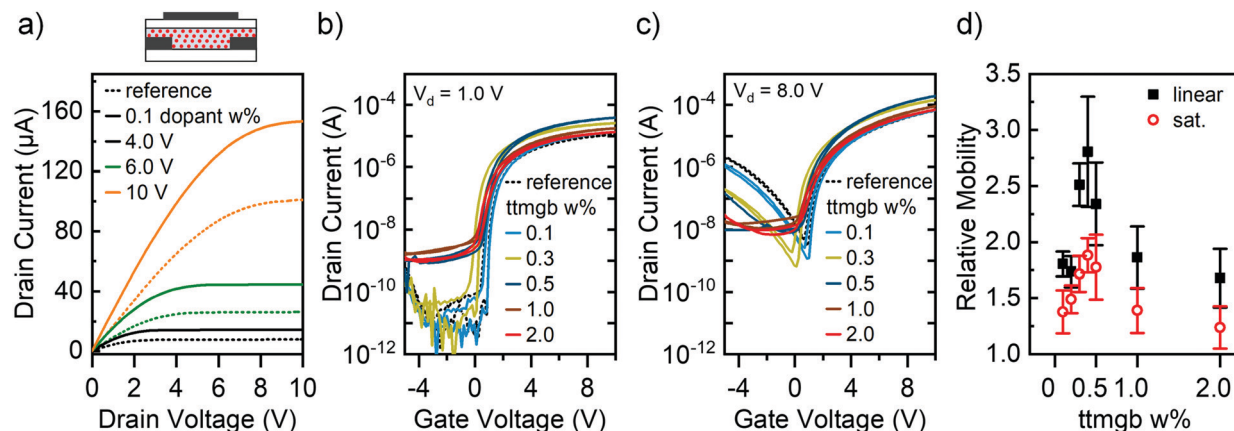 a)
Drain Current (µA)
160
120
80
40
0
reference
0.1 dopant w%
4.0 V
6.0 V
10 V
0 2 4 6 8 10
Drain Voltage (V)
b)
Drain Current (A)
10⁻⁴
10⁻⁶
10⁻⁸
10⁻¹⁰
10⁻¹²
V_d = 1.0 V
reference
ttmgb w%
0.1
0.3
0.5
1.0
2.0
-4 0 4 8
Gate Voltage (V)
c)
Drain Current (A)
10⁻⁴
10⁻⁶
10⁻⁸
10⁻¹⁰
10⁻¹²
V_d = 8.0 V
reference
ttmgb w%
0.1
0.3
0.5
1.0
2.0
-4 0 4 8
Gate Voltage (V)
d)
Relative Mobility
3.5
3.0
2.5
2.0
1.5
1.0
linear
sat.
0 0.5 1.0 2.0
ttmgb w%